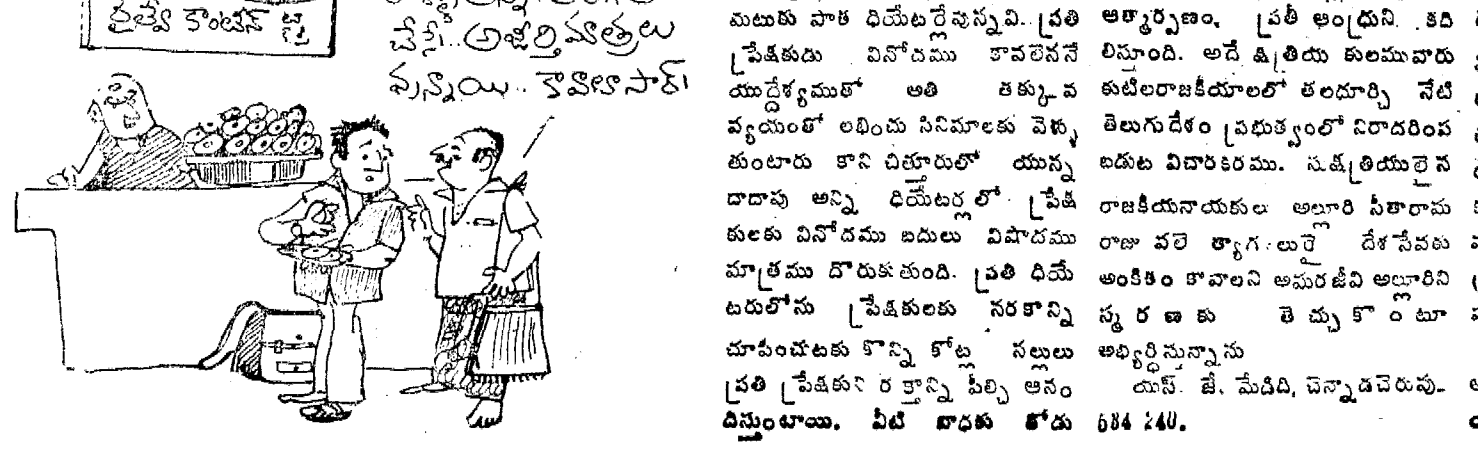 రైల్వే కాంటీన్
చేసే.. అజీర్తిమాత్రలు
వున్నాయి.. కావాలా సార్!
మటుకు పాత థియేటర్లేవున్నవి. ప్రతి
ప్రేక్షకుడు వినోదము కావలెననే
యుద్దేశ్యముతో అతి తక్కువ
వ్యయంతో లభించు సినిమాలకు వెళ్ళు
తుంటారు కాని చిత్తూరులో యున్న
దాదాపు అన్ని థియేటర్లలో ప్రేక్ష
కులకు వినోదము బదులు విషాదము
మాత్రము దొరుకుతుంది. ప్రతి థియే
టరులోను ప్రేక్షకులకు నరకాన్ని
చూపించుటకు కొన్ని కోట్ల నల్లులు
ప్రతి ప్రేక్షకుని రక్తాన్ని పీల్చి ఆనం
దిస్తుంటాయి. వీటి బాధకు తోడు
ఆత్మార్పణం. ప్రతీ ఆంధ్రుని కది
లిస్తూంది. అదే క్షత్రియ కులమువారు
కుటిలరాజకీయాలలో తలదూర్చి నేటి
తెలుగుదేశం ప్రభుత్వంలో నిరాదరింప
బడుట విచారకరము. సుక్షత్రియులైన
రాజకీయనాయకులు అల్లూరి సీతారామ
రాజు వలె త్యాగులురై దేశసేవకు
అంకితం కావాలని అమరజీవి అల్లూరిని
స్మరణకు తెచ్చుకొంటూ
అభ్యర్థిస్తున్నాను
యస్. జే. మేడిది, చెన్నాడచెరువు-
684 240.